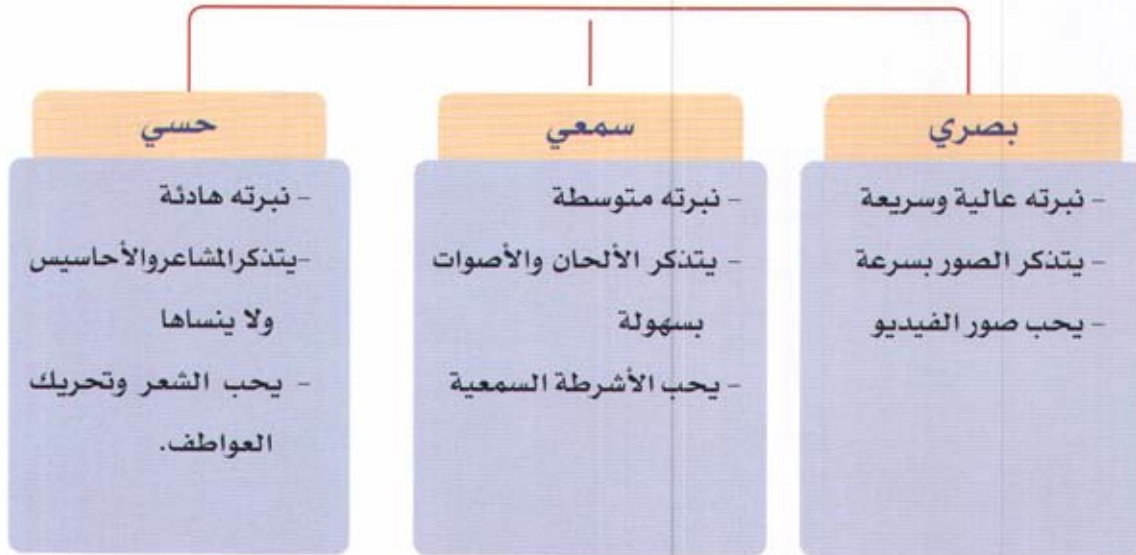 بصري
- نبرته عالية وسريعة
- يتذكر الصور بسرعة
- يحب صور الفيديو
سمعي
- نبرته متوسطة
- يتذكر الألحان والأصوات
بسهولة
- يحب الأشرطة السمعية
حسي
- نبرته هادئة
-يتذكرالمشاعروالأحاسيس
ولا ينساها
- يحب الشعر وتحريك
العواطف.